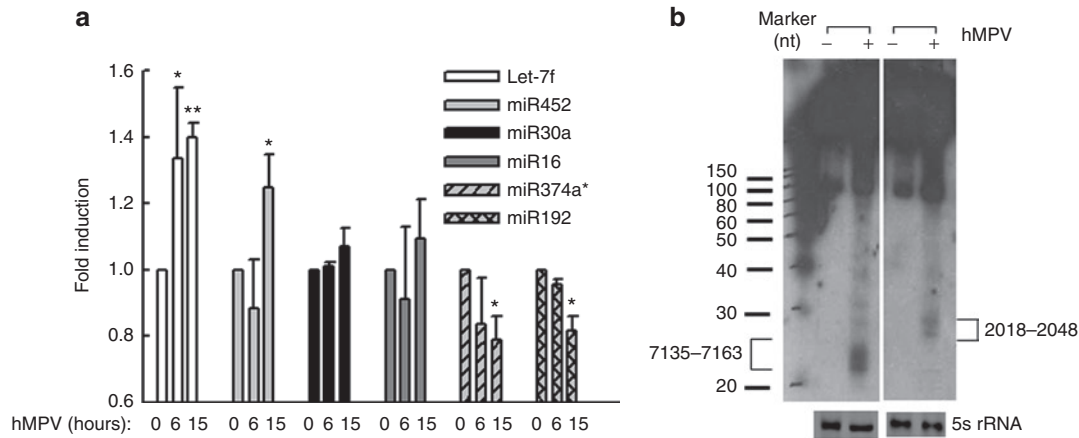 a
1.6
1.4
1.2
1.0
0.8
0.6
Fold induction
* ** * * *
Let-7f
miR452
miR30a
miR16
miR374a*
miR192
hMPV (hours): 0 6 15 0 6 15 0 6 15 0 6 15 0 6 15 0 6 15
b
Marker
(nt)
– + – + hMPV
150
100
80
60
50
40
30
20
7135–7163
2018–2048
5s rRNA